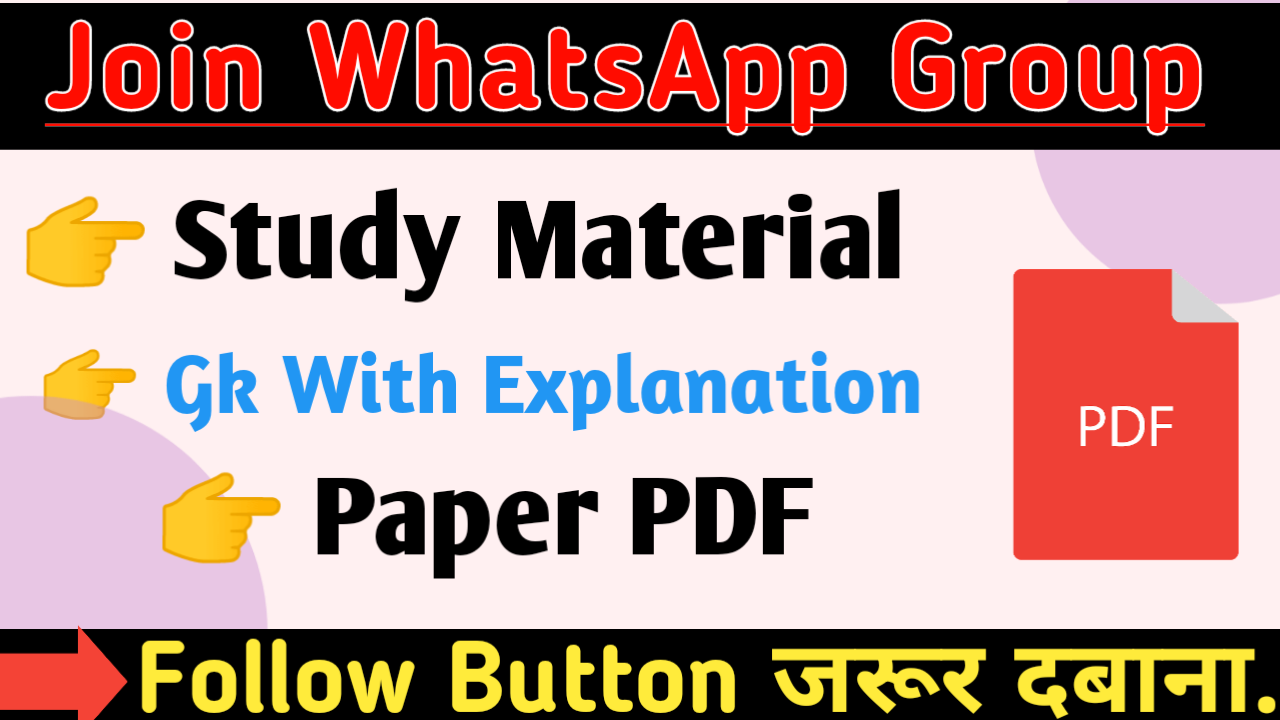 Join WhatsApp Group
Study Material
Gk With Explanation
Paper PDF
PDF
Follow Button जरूर दबाना.